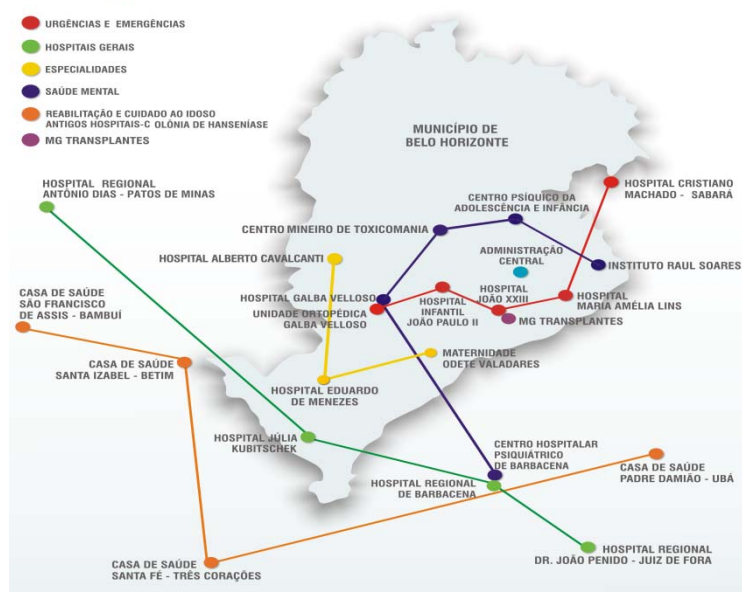 URGÊNCIAS E EMERGÊNCIAS
HOSPITAIS GERAIS
ESPECIALIDADES
SAÚDE MENTAL
REABILITAÇÃO E CUIDADO AO IDOSO
ANTIGOS HOSPITAIS-C OLÔNIA DE HANSENÍASE
MG TRANSPLANTES
MUNICÍPIO DE
BELO HORIZONTE
HOSPITAL REGIONAL
ANTÔNIO DIAS - PATOS DE MINAS
HOSPITAL CRISTIANO
MACHADO - SABARÁ
CENTRO PSÍQUICO DA
ADOLESCÊNCIA E INFÂNCIA
CENTRO MINEIRO DE TOXICOMANIA
HOSPITAL ALBERTO CAVALCANTI
ADMINISTRAÇÃO
CENTRAL
INSTITUTO RAUL SOARES
CASA DE SAÚDE
SÃO FRANCISCO
DE ASSIS - BAMBUÍ
HOSPITAL GALBA VELLOSO
UNIDADE ORTOPÉDICA
GALBA VELLOSO
HOSPITAL
INFANTIL
JOÃO PAULO II
HOSPITAL
JOÃO XXIII
HOSPITAL
MARIA AMÉLIA LINS
MG TRANSPLANTES
CASA DE SAÚDE
SANTA IZABEL - BETIM
MATERNIDADE
ODETE VALADARES
HOSPITAL EDUARDO
DE MENEZES
HOSPITAL JÚLIA
KUBITSCHEK
CENTRO HOSPITALAR
PSIQUIÁTRICO
DE BARBACENA
HOSPITAL REGIONAL
DE BARBACENA
CASA DE SAÚDE
PADRE DAMIÃO - UBÁ
CASA DE SAÚDE
SANTA FÉ - TRÊS CORAÇÕES
HOSPITAL REGIONAL
DR. JOÃO PENIDO - JUIZ DE FORA